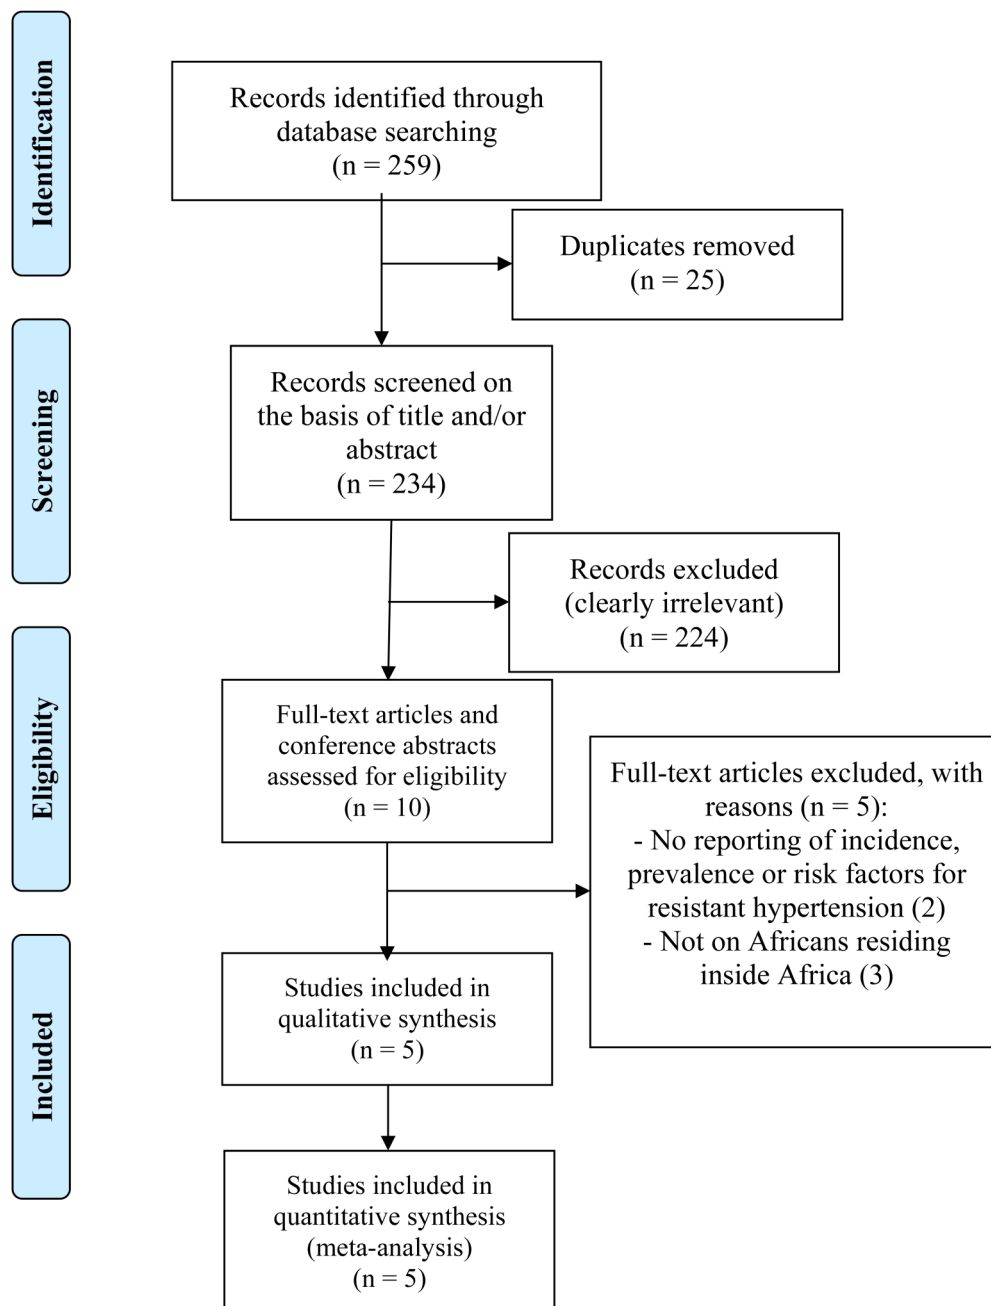 Identification
Records identified through
database searching
(n = 259)
Duplicates removed
(n = 25)
Screening
Records screened on
the basis of title and/or
abstract
(n = 234)
Records excluded
(clearly irrelevant)
(n = 224)
Eligibility
Full-text articles and
conference abstracts
assessed for eligibility
(n = 10)
Full-text articles excluded, with
reasons (n = 5):
- No reporting of incidence,
prevalence or risk factors for
resistant hypertension (2)
- Not on Africans residing
inside Africa (3)
Included
Studies included in
qualitative synthesis
(n = 5)
Studies included in
quantitative synthesis
(meta-analysis)
(n = 5)